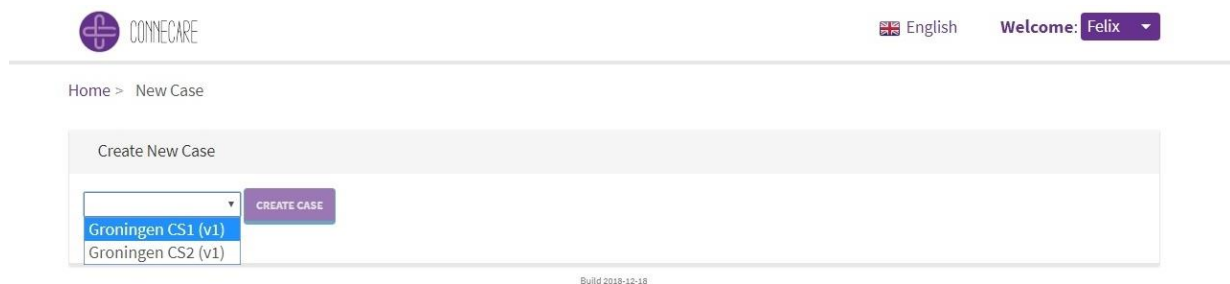 CONNECARE
English
Welcome: Felix
Home > New Case
Create New Case
CREATE CASE
Groningen CS1 (v1)
Groningen CS2 (v1)
Build 2018-12-18